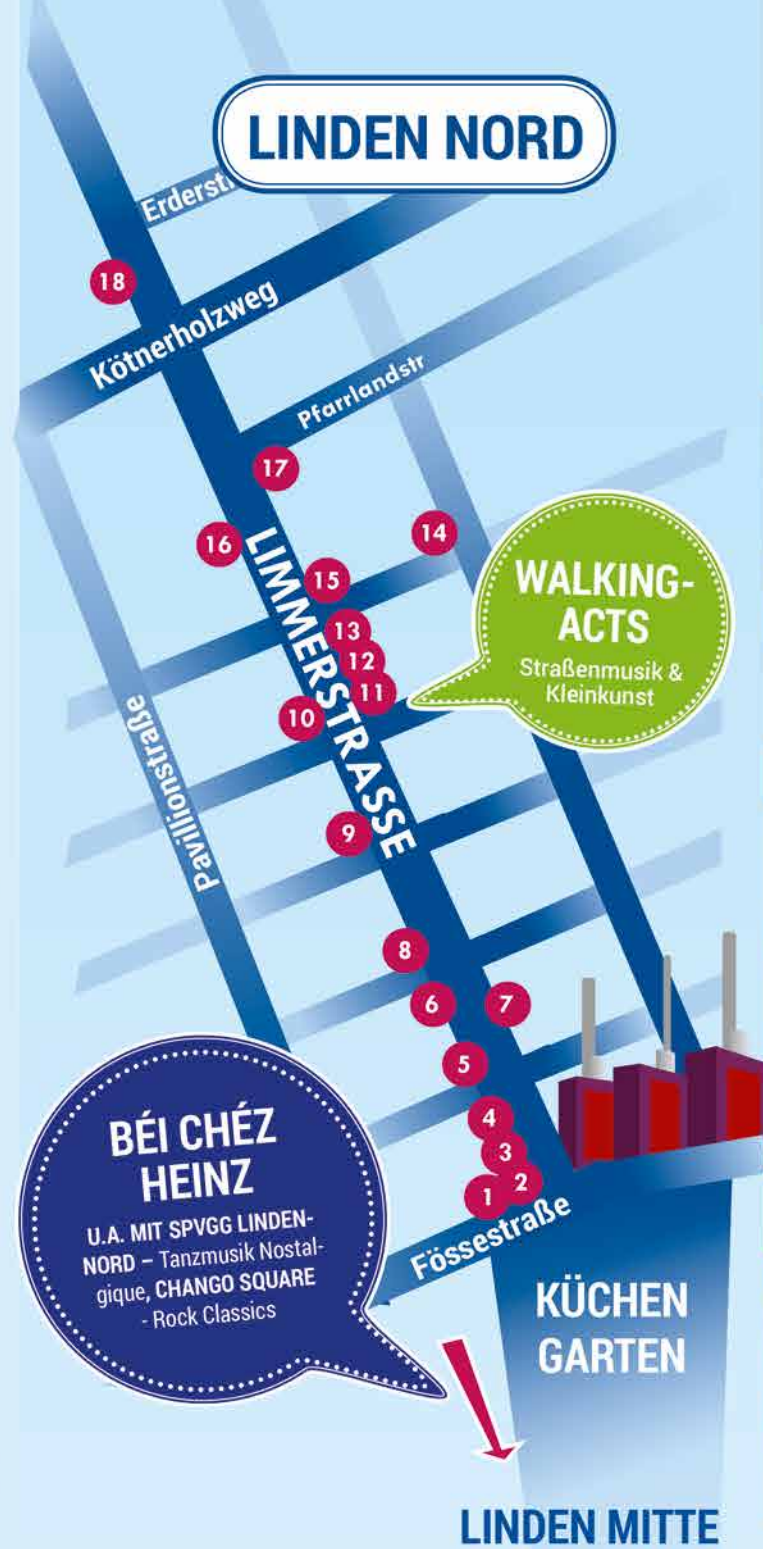 LINDEN NORD
18
Kötnerholzweg
Pfarrlandstr
17
16
14
LIMMERSTRASSE
15
WALKING-
ACTS
Straßenmusik &
Kleinkunst
13
12
11
10
Pavillionstraße
9
8
6
7
5
4
3
2
1
BÉI CHÉZ
HEINZ
U.A. MIT SPVGG LINDEN-
NORD – Tanzmusik Nostal-
gique, CHANGO SQUARE
- Rock Classics
Fössestraße
KÜCHEN
GARTEN
LINDEN MITTE